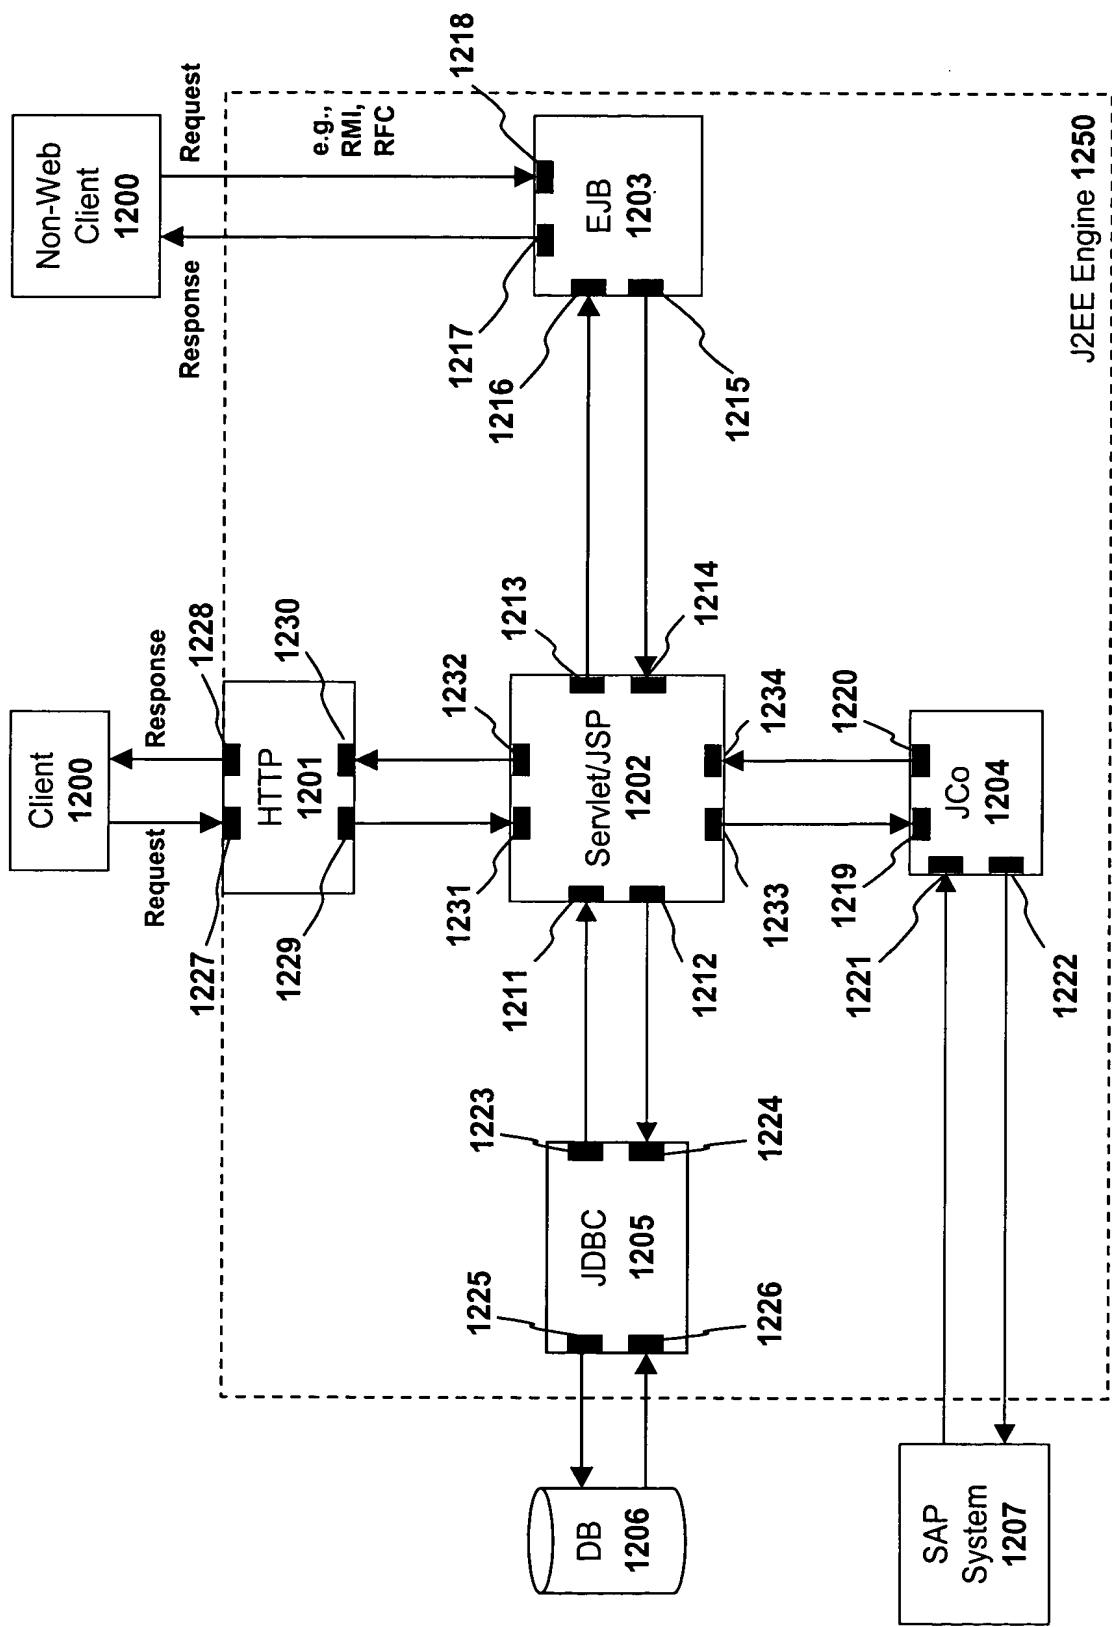 Client
1200
Non-Web
Client
1200
Request
Response
Response
Request
1227
1228
HTTP
1201
1229
1230
e.g.,
RMI,
RFC
1231
1232
1217
1218
1225
1223
1211
1213
1216
DB
1206
JDBC
1205
Servlet/JSP
1202
EJB
1203
1226
1224
1212
1214
1215
1233
1234
1219
1220
1221
1222
SAP
System
1207
JCo
1204
J2EE Engine 1250